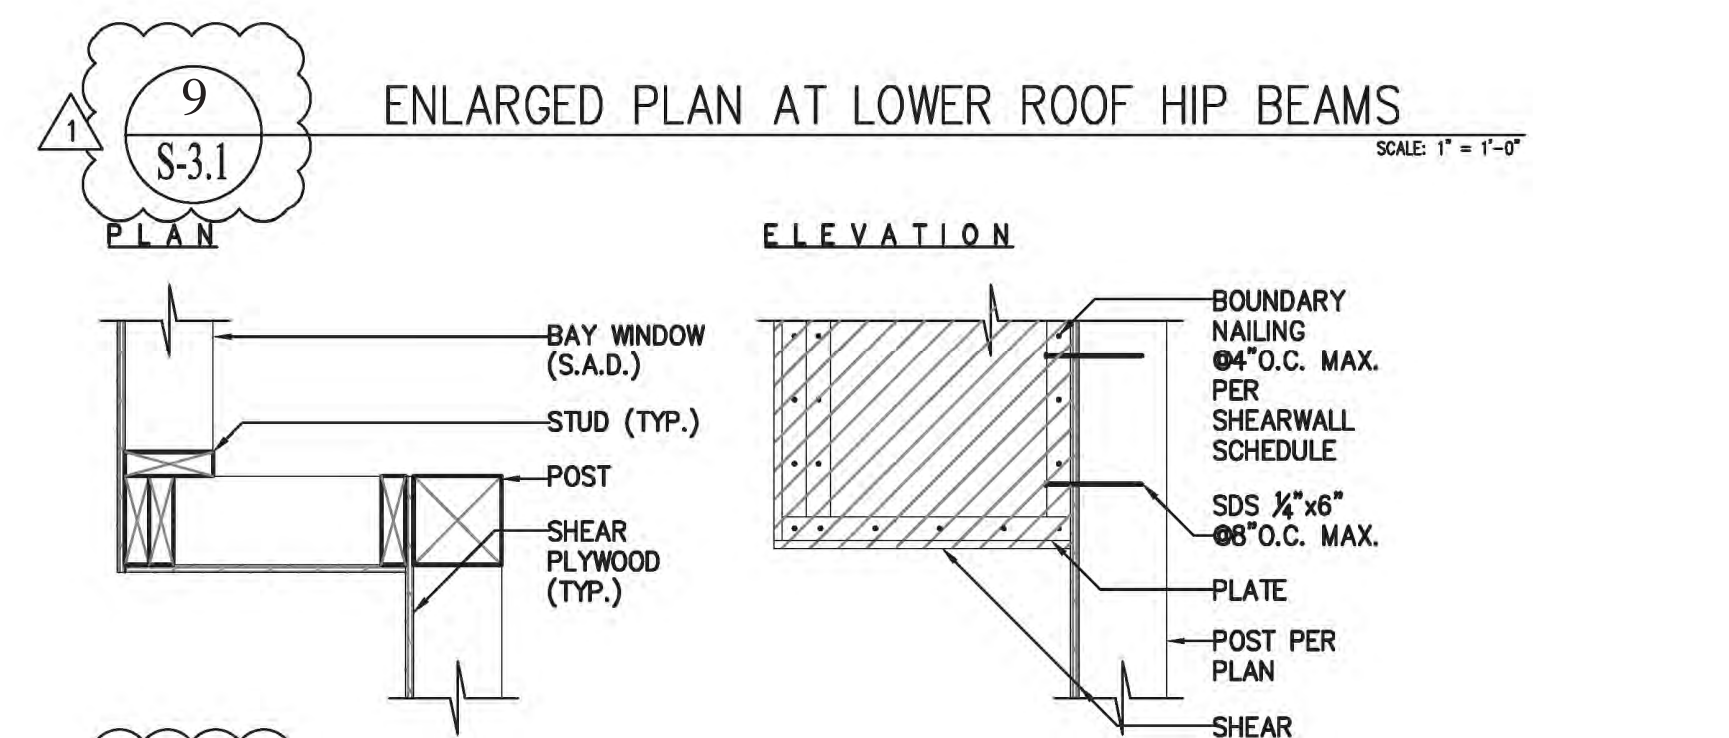 1
9
S-3.1
ENLARGED PLAN AT LOWER ROOF HIP BEAMS
SCALE: 1" = 1'-0"
PLAN
BAY WINDOW
(S.A.D.)
STUD (TYP.)
POST
SHEAR
PLYWOOD
(TYP.)
ELEVATION
BOUNDARY
NAILING
@4"O.C. MAX.
PER
SHEARWALL
SCHEDULE
SDS ¼"x6"
@8"O.C. MAX.
PLATE
POST PER
PLAN
SHEAR